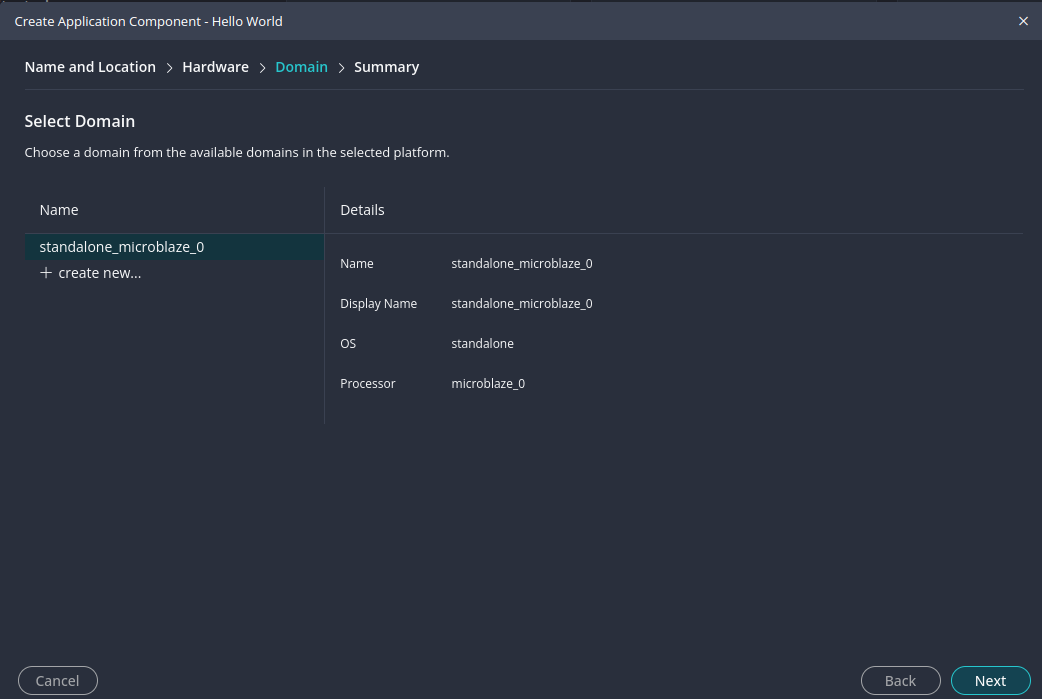 Create Application Component - Hello World
Name and Location > Hardware > Domain > Summary
Select Domain
Choose a domain from the available domains in the selected platform.
Name
Details
standalone_microblaze_0
+ create new...
Name standalone_microblaze_0
Display Name standalone_microblaze_0
OS standalone
Processor microblaze_0
Cancel
Back
Next